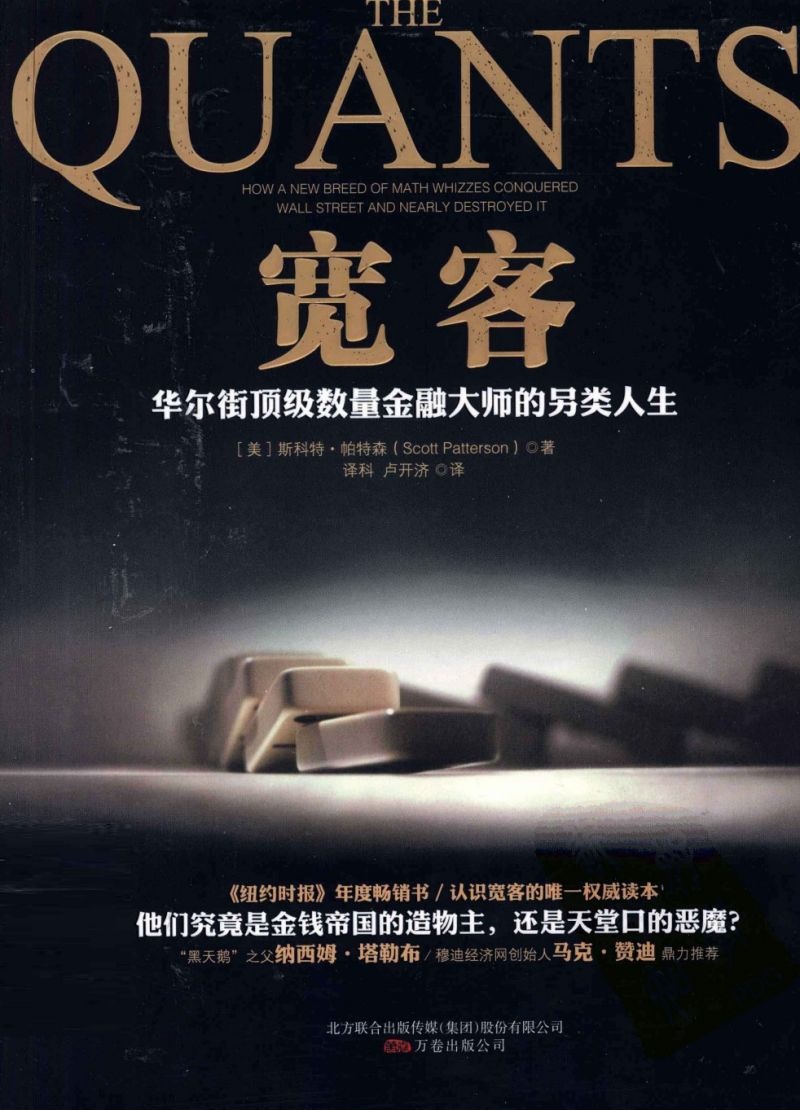 THE
QUANTS
HOW A NEW BREED OF MATH WHIZZES CONQUERED
WALL STREET AND NEARLY DESTROYED IT
宽客
华尔街顶级数量金融大师的另类人生
[美]斯科特·帕特森(Scott Patterson)◎著
译科 卢开济◎译
《纽约时报》年度畅销书/认识宽客的唯一权威读本
他们究竟是金钱帝国的造物主，还是天堂口的恶魔?
“黑天鹅”之父纳西姆·塔勒布/穆迪经济网创始人马克·赞迪 鼎力推荐
北方联合出版传媒(集团)股份有限公司
万卷出版公司